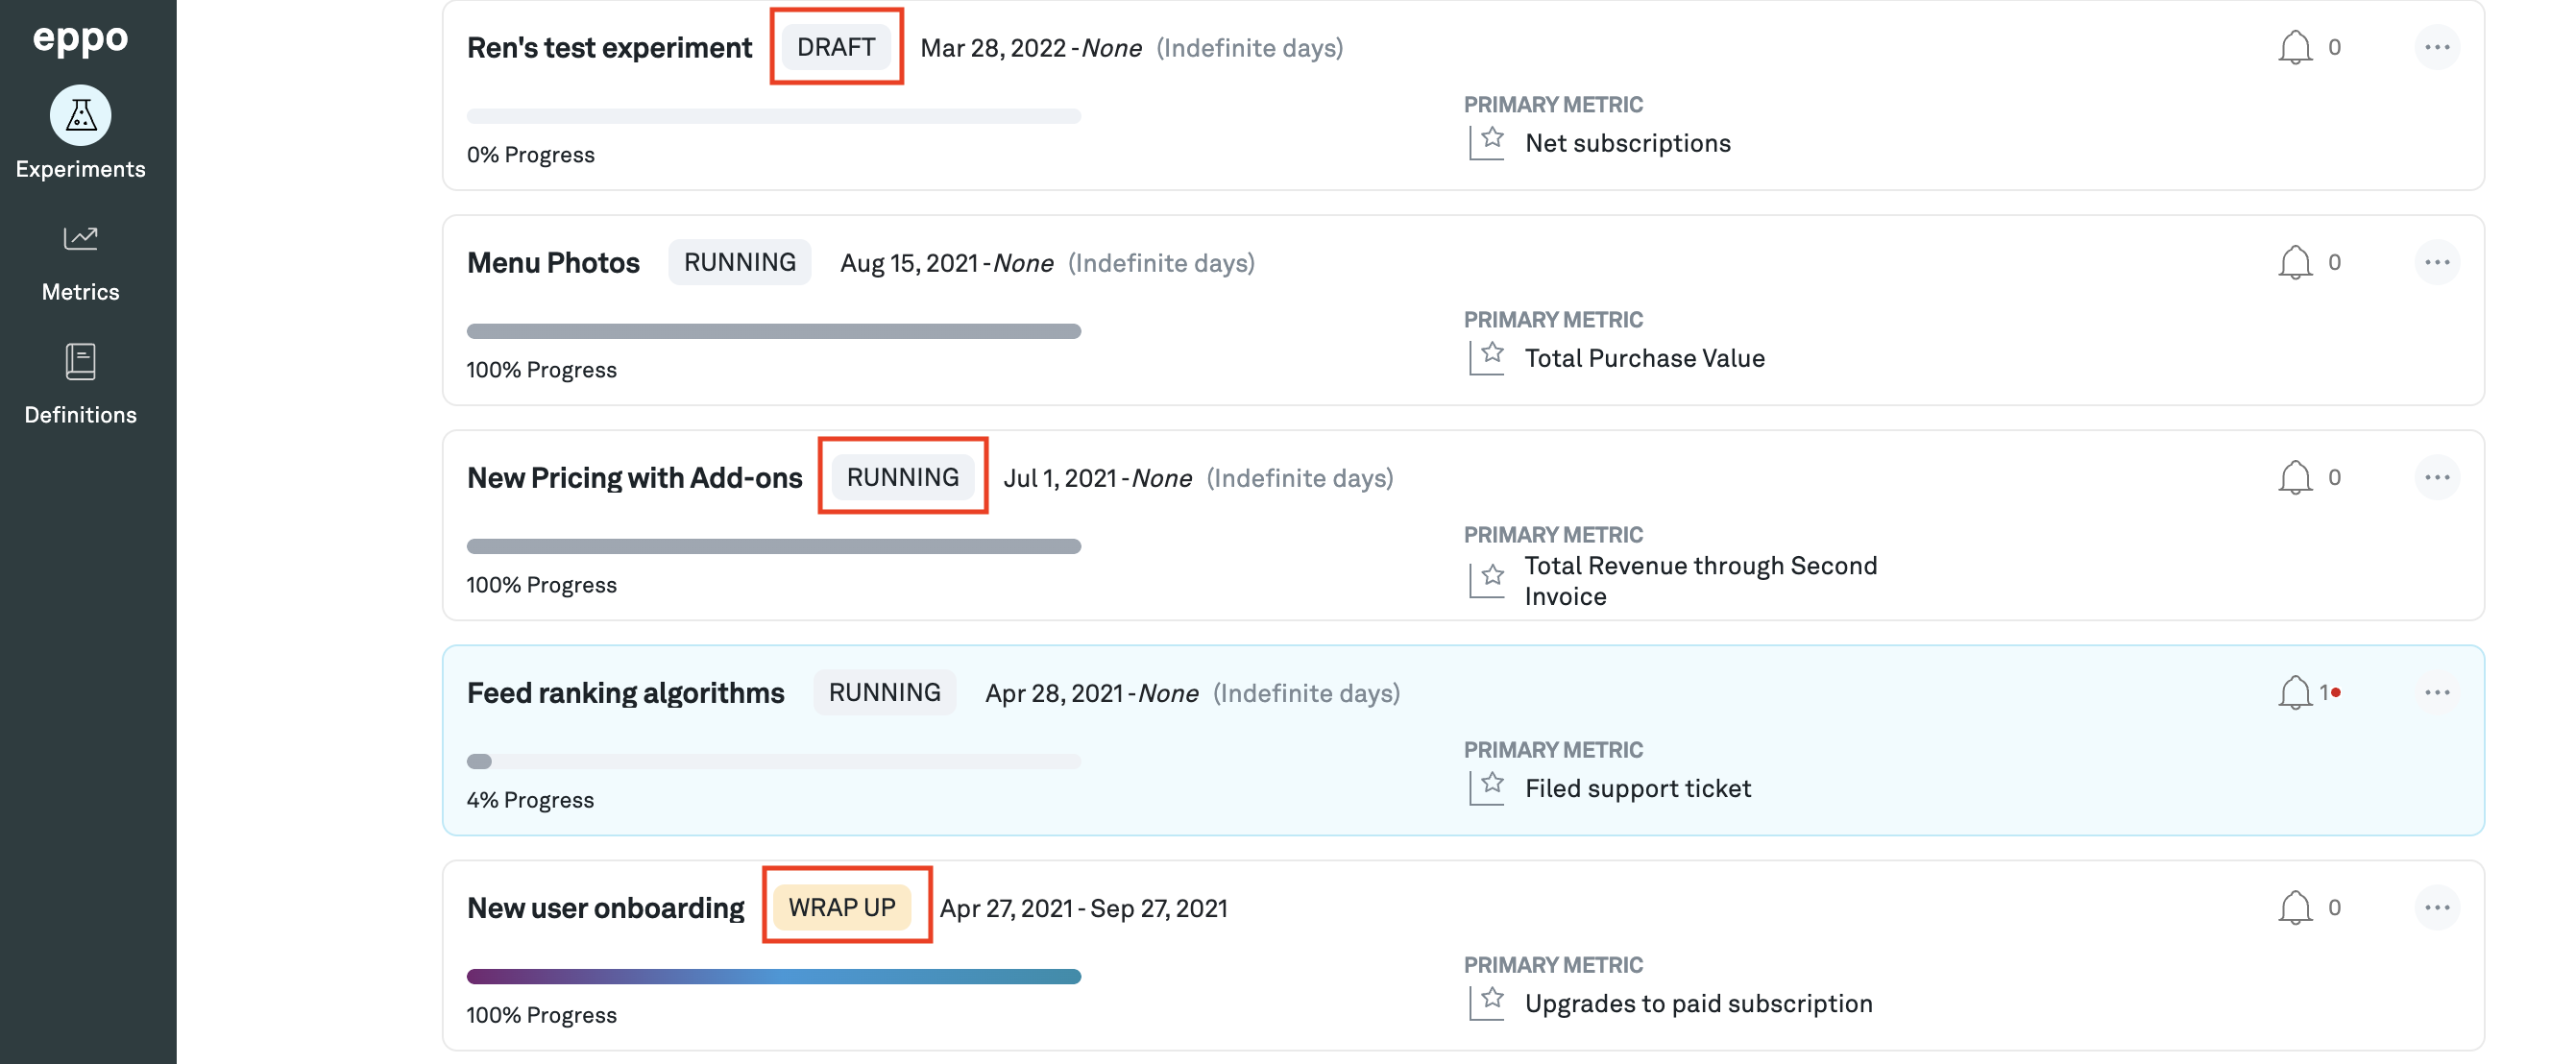 eppo
Experiments
Metrics
Definitions
Ren's test experiment DRAFT Mar 28, 2022 - None (Indefinite days) 0
PRIMARY METRIC
Net subscriptions
0% Progress
Menu Photos RUNNING Aug 15, 2021 - None (Indefinite days) 0
PRIMARY METRIC
Total Purchase Value
100% Progress
New Pricing with Add-ons RUNNING Jul 1, 2021 - None (Indefinite days) 0
PRIMARY METRIC
Total Revenue through Second
Invoice
100% Progress
Feed ranking algorithms RUNNING Apr 28, 2021 - None (Indefinite days) 1
PRIMARY METRIC
Filed support ticket
4% Progress
New user onboarding WRAP UP Apr 27, 2021 - Sep 27, 2021 0
PRIMARY METRIC
Upgrades to paid subscription
100% Progress